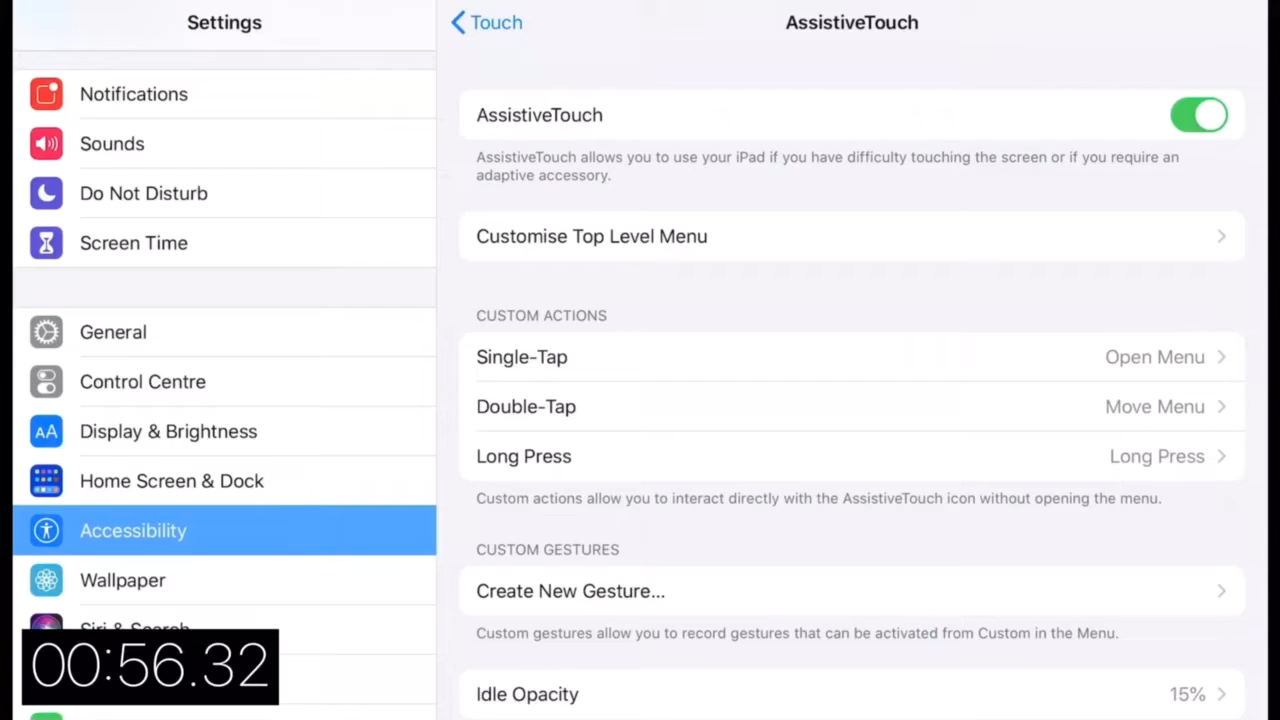 Settings
Notifications
Sounds
Do Not Disturb
Screen Time
General
Control Centre
AA Display & Brightness
Home Screen & Dock
Accessibility
Wallpaper
Siri & Search
00:56.32
Touch
AssistiveTouch
AssistiveTouch
AssistiveTouch allows you to use your iPad if you have difficulty touching the screen or if you require an
adaptive accessory.
Customise Top Level Menu
CUSTOM ACTIONS
Single-Tap Open Menu
Double-Tap Move Menu
Long Press Long Press
Custom actions allow you to interact directly with the AssistiveTouch icon without opening the menu.
CUSTOM GESTURES
Create New Gesture...
Custom gestures allow you to record gestures that can be activated from Custom in the Menu.
Idle Opacity 15%